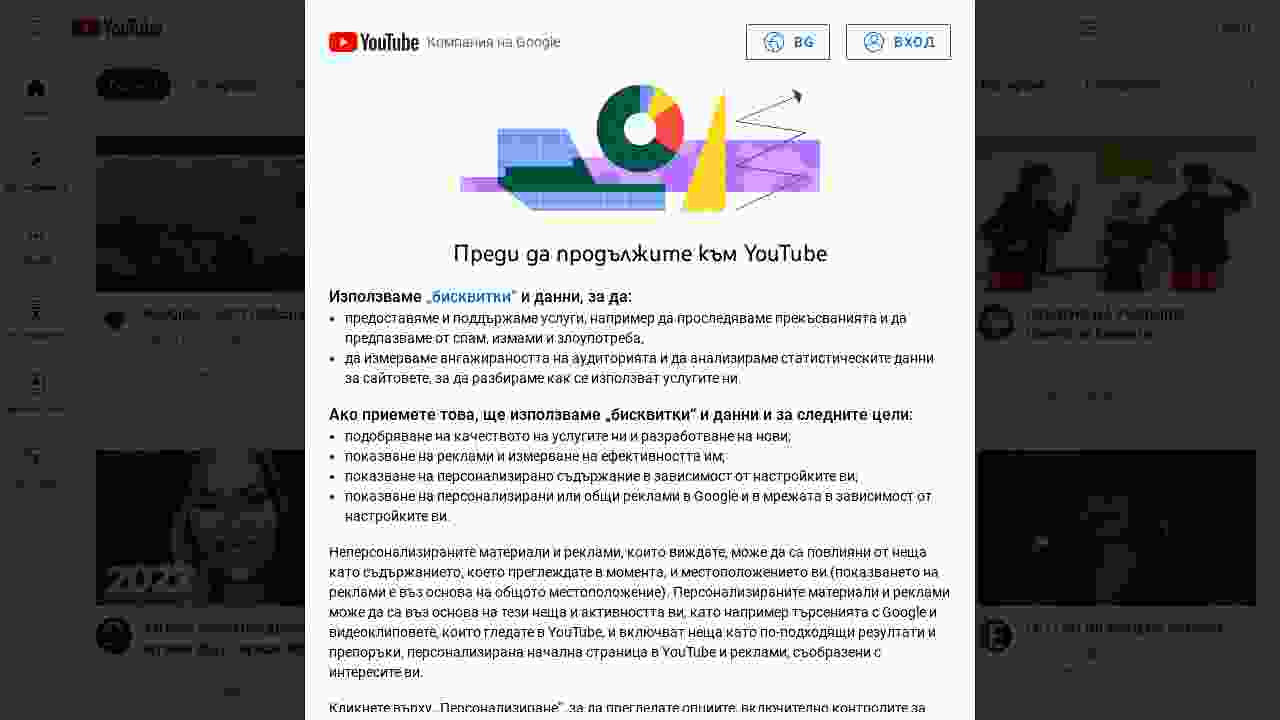 YouTube Компания на Google
BG
ВХОД
Преди да продължите към YouTube
Използваме „бисквитки“ и данни, за да:
• предоставяме и поддържаме услуги, например да проследяваме прекъсванията и да
предпазваме от спам, измами и злоупотреба,
• да измерваме ангажираността на аудиторията и да анализираме статистическите данни
за сайтовете, за да разбираме как се използват услугите ни.
Ако приемете това, ще използваме „бисквитки“ и данни и за следните цели:
• подобряване на качеството на услугите ни и разработване на нови;
• показване на реклами и измерване на ефективността им;
• показване на персонализирано съдържание в зависимост от настройките ви;
• показване на персонализирани или общи реклами в Google и в мрежата в зависимост от
настройките ви.
Неперсонализираните материали и реклами, които виждате, може да са повлияни от неща
като съдържанието, което преглеждате в момента, и местоположението ви (показването на
реклами е въз основа на общото местоположение). Персонализираните материали и реклами
може да са въз основа на тези неща и активността ви, като например търсенията с Google и
видеоклиповете, които гледате в YouTube, и включват неща като по-подходящи резултати и
препоръки, персонализирана начална страница в YouTube и реклами, съобразени с
интересите ви.
Кликнете върху „Персонализиране“, за да прегледате опциите, включително контролите за
YouTube
2022